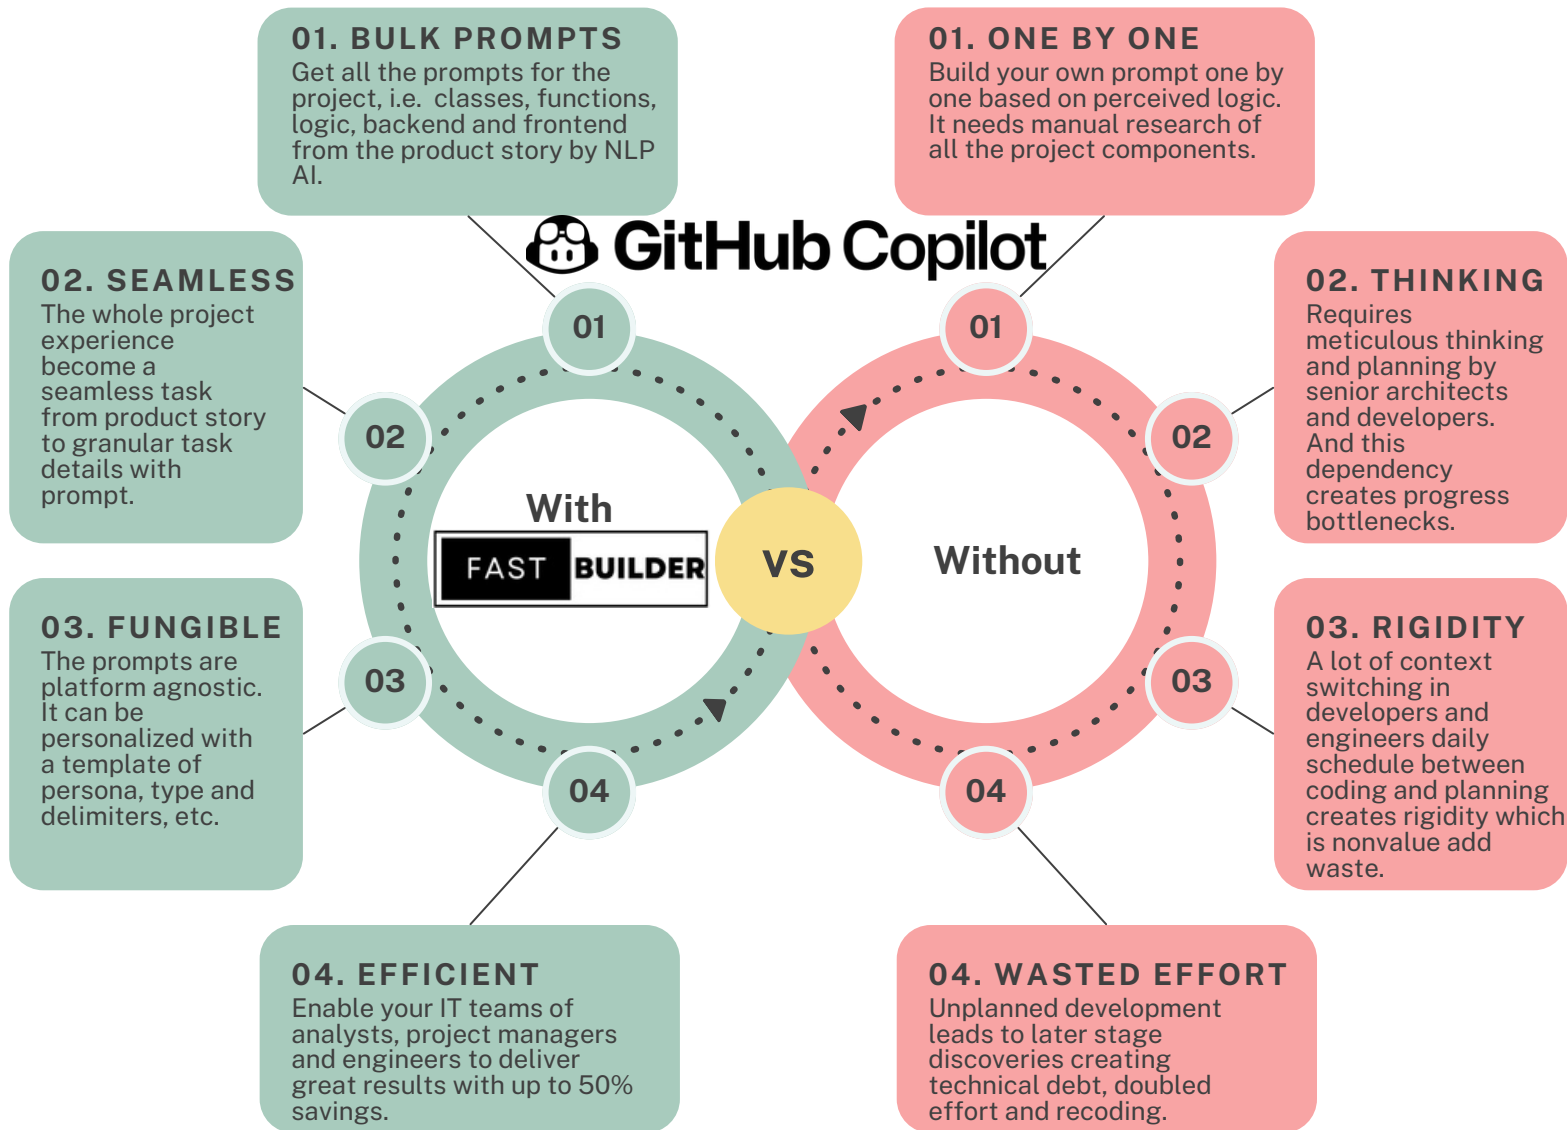 01. BULK PROMPTS
Get all the prompts for the
project, i.e. classes, functions,
logic, backend and frontend
from the product story by NLP
AI.
01. ONE BY ONE
Build your own prompt one by
one based on perceived logic.
It needs manual research of
all the project components.
GitHub Copilot
02. SEAMLESS
The whole project
experience
become a
seamless task
from product story
to granular task
details with
prompt.
02. THINKING
Requires
meticulous thinking
and planning by
senior architects
and developers.
And this
dependency
creates progress
bottlenecks.
01
01
02
02
With
FAST BUILDER
vs
Without
03. FUNGIBLE
The prompts are
platform agnostic.
It can be
personalized with
a template of
persona, type and
delimiters, etc.
03. RIGIDITY
A lot of context
switching in
developers and
engineers daily
schedule between
coding and planning
creates rigidity which
is nonvalue add
waste.
03
03
04
04
04. EFFICIENT
Enable your IT teams of
analysts, project managers
and engineers to deliver
great results with up to 50%
savings.
04. WASTED EFFORT
Unplanned development
leads to later stage
discoveries creating
technical debt, doubled
effort and recoding.